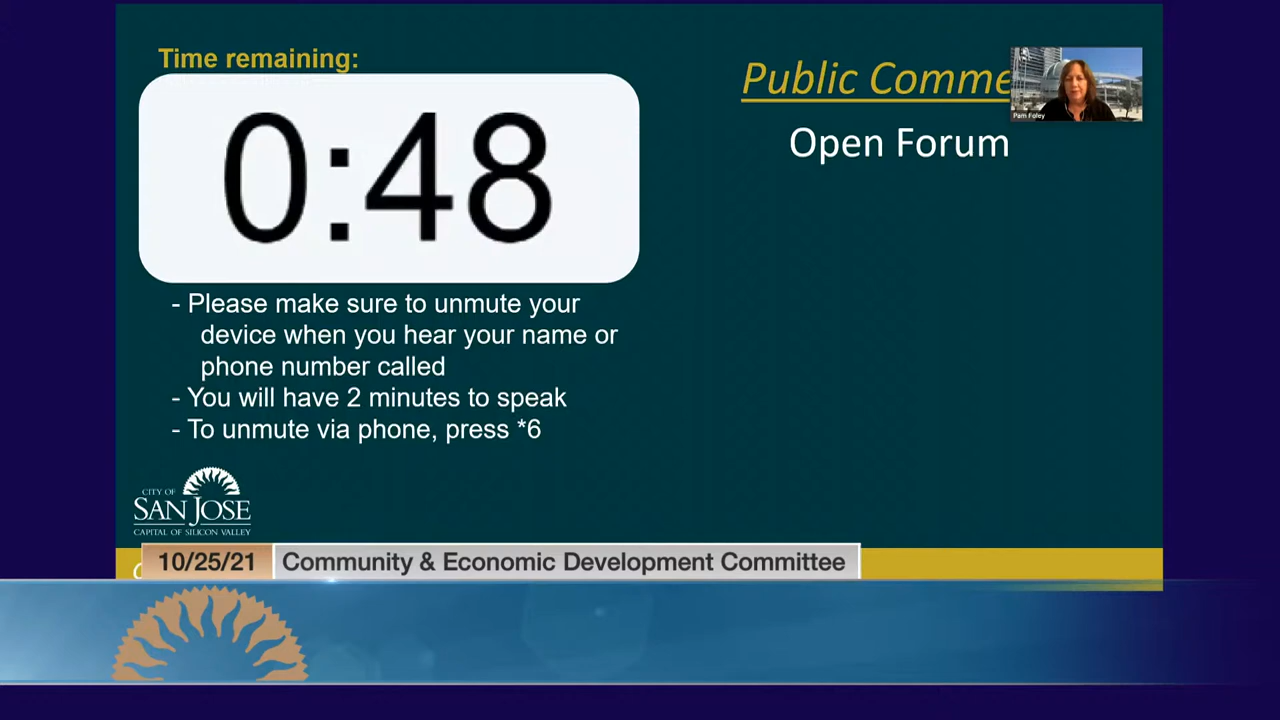 Time remaining:
0:48
Public Comme
Pam Foley
Open Forum
- Please make sure to unmute your
device when you hear your name or
phone number called
- You will have 2 minutes to speak
- To unmute via phone, press *6
CITY OF
SAN JOSE
CAPITAL OF SILICON VALLEY
10/25/21
Community & Economic Development Committee